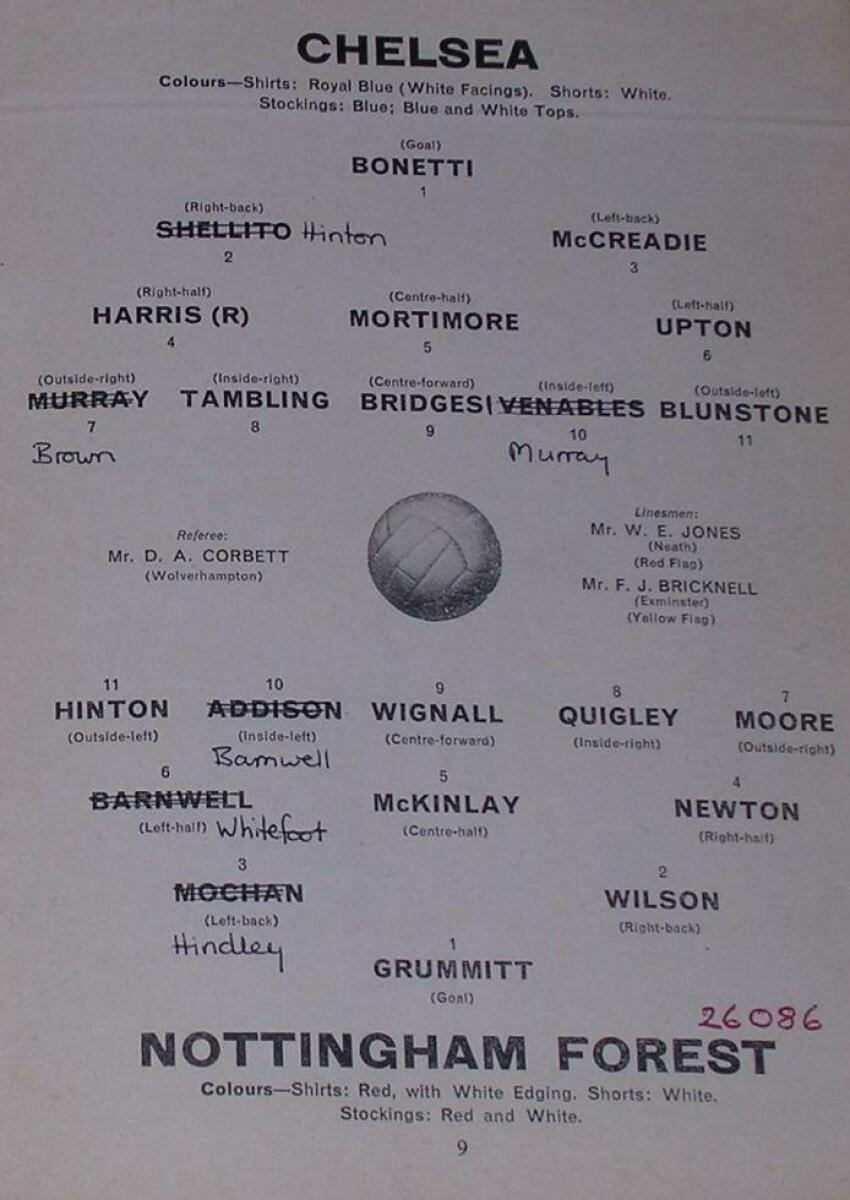 CHELSEA
Colours—Shirts: Royal Blue (White Facings). Shorts: White.
Stockings: Blue; Blue and White Tops.
(Goal)
BONETTI
1
(Right-back) (Left-back)
SHELLITO Hinton McCREADIE
2 3
(Right-half) (Centre-half) (Left-half)
HARRIS (R) MORTIMORE UPTON
4 5 6
(Outside-right) (Inside-right) (Centre-forward) (Inside-left) (Outside-left)
MURRAY TAMBLING BRIDGES VENABLES BLUNSTONE
7 8 9 10 11
Brown Murray
Referee: Linesmen:
Mr. D. A. CORBETT Mr. W. E. JONES
(Wolverhampton) (Neath)
(Red Flag)
Mr. F. J. BRICKNELL
(Exminster)
(Yellow Flag)
11 10 9 8 7
HINTON ADDISON WIGNALL QUIGLEY MOORE
(Outside-left) (Inside-left) (Centre-forward) (Inside-right) (Outside-right)
Barnwell
6 5 4
BARNWELL McKINLAY NEWTON
(Left-half) Whitefoot (Centre-half) (Right-half)
3 2
MOCHAN WILSON
(Left-back) (Right-back)
Hindley
1
GRUMMITT
(Goal)
26086
NOTTINGHAM FOREST
Colours—Shirts: Red, with White Edging. Shorts: White.
Stockings: Red and White.
9